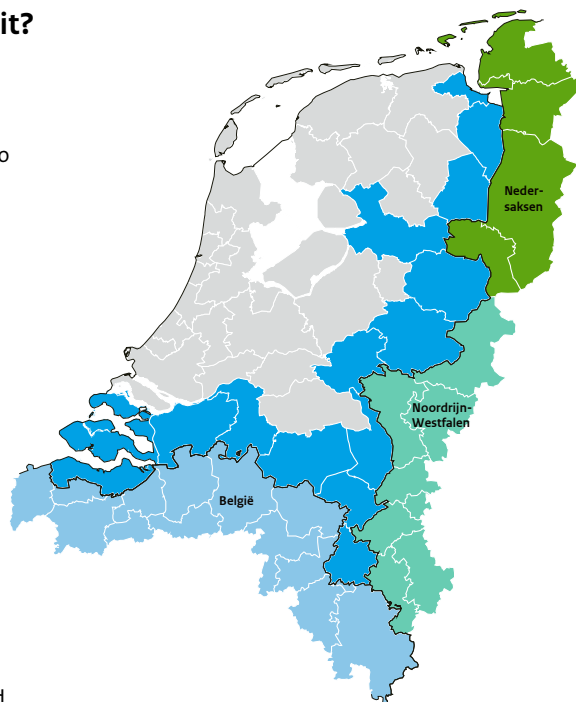 it?
o
Neder-
saksen
Noordrijn-
Westfalen
België
d